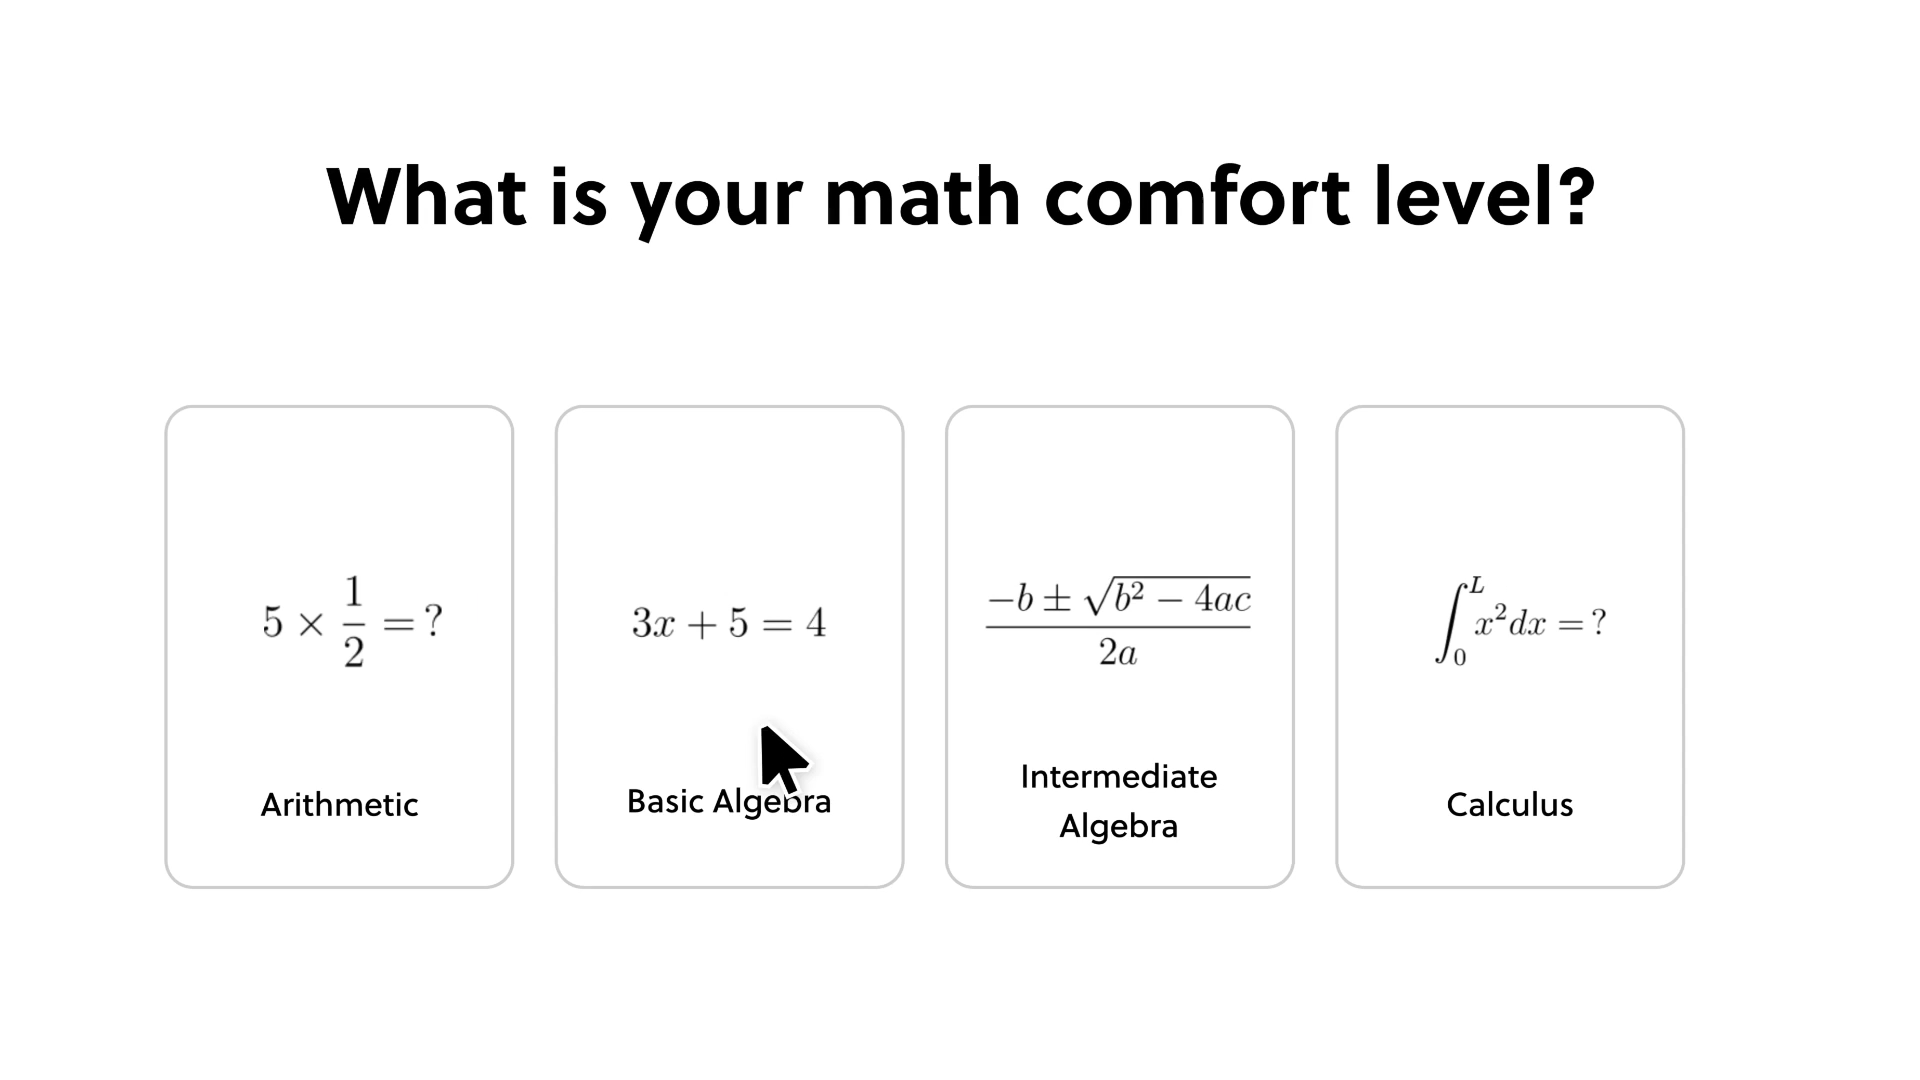 What is your math comfort level?
5 × 1/2 = ?
Arithmetic
3x + 5 = 4
Basic Algebra
(−b ± √(b² − 4ac))/(2a)
Intermediate
Algebra
∫₀ᴸ x²dx = ?
Calculus